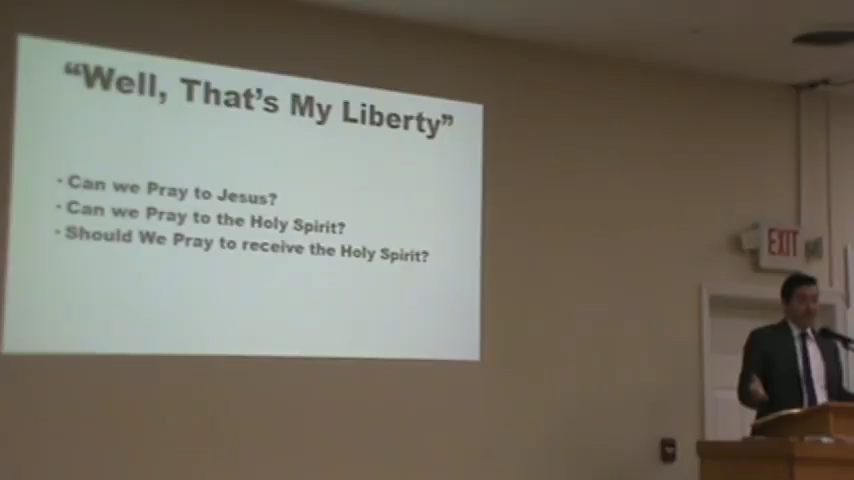 “Well, That's My Liberty”
• Can we Pray to Jesus?
• Can we Pray to the Holy Spirit?
• Should We Pray to receive the Holy Spirit?
EXIT